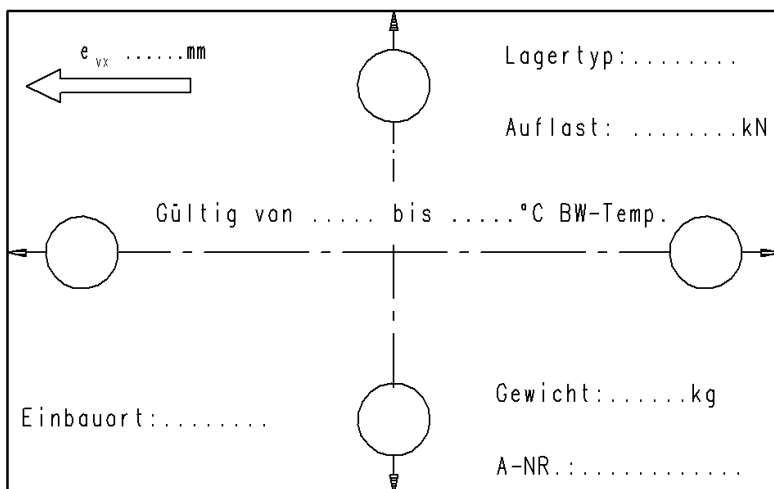 e vx ......mm
Lagertyp:........
Auflast: ........kN
Gültig von ..... bis .....°C BW-Temp.
Einbauort:........
Gewicht:......kg
A-NR.:.............